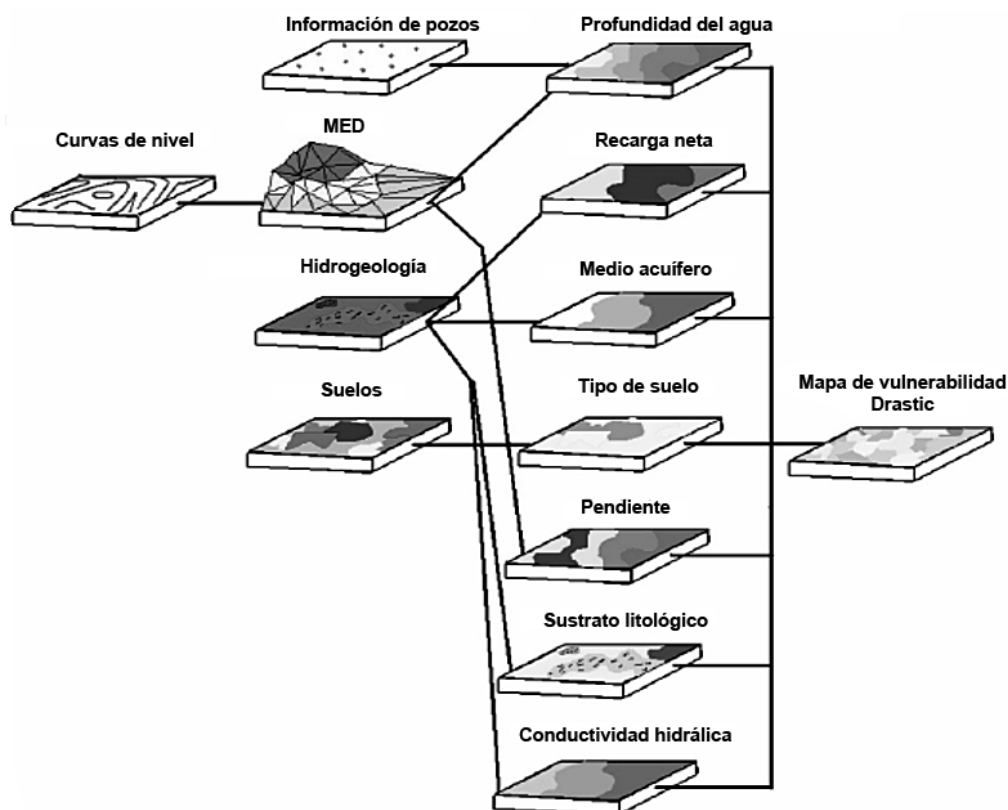 Información de pozos
Profundidad del agua
Curvas de nivel
MED
Recarga neta
Hidrogeología
Medio acuífero
Suelos
Tipo de suelo
Mapa de vulnerabilidad
Drastic
Pendiente
Sustrato litológico
Conductividad hidrálica